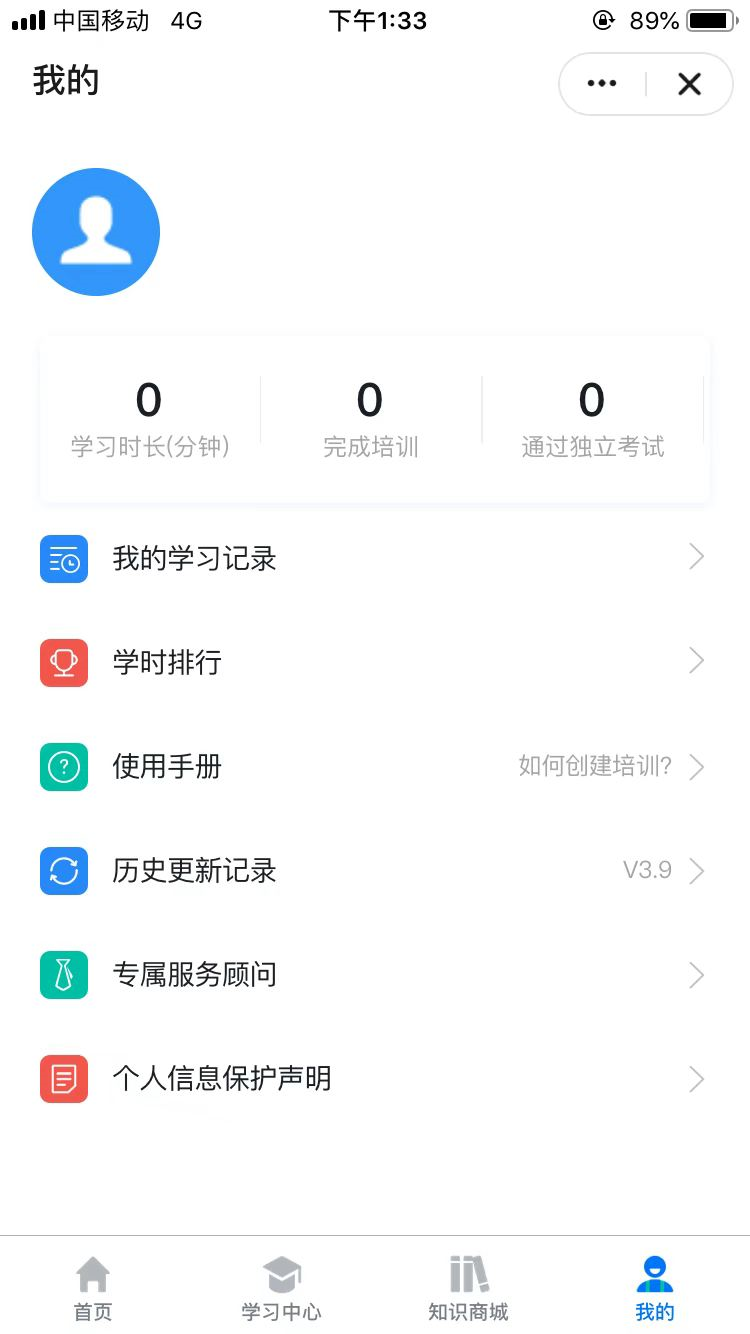 中国移动 4G 下午1:33 89%
我的
0 0 0
学习时长(分钟) 完成培训 通过独立考试
我的学习记录
学时排行
使用手册 如何创建培训?
历史更新记录 V3.9
专属服务顾问
个人信息保护声明
首页 学习中心 知识商城 我的